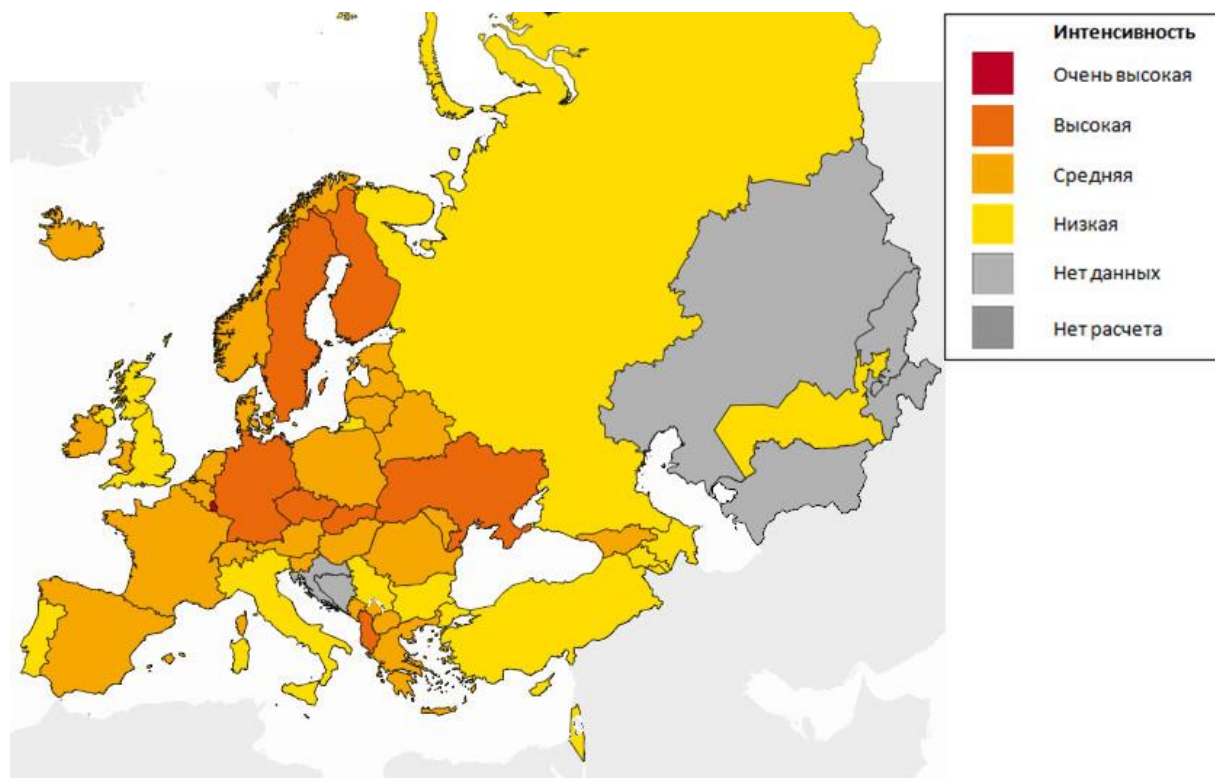 Интенсивность
Очень высокая
Высокая
Средняя
Низкая
Нет данных
Нет расчета